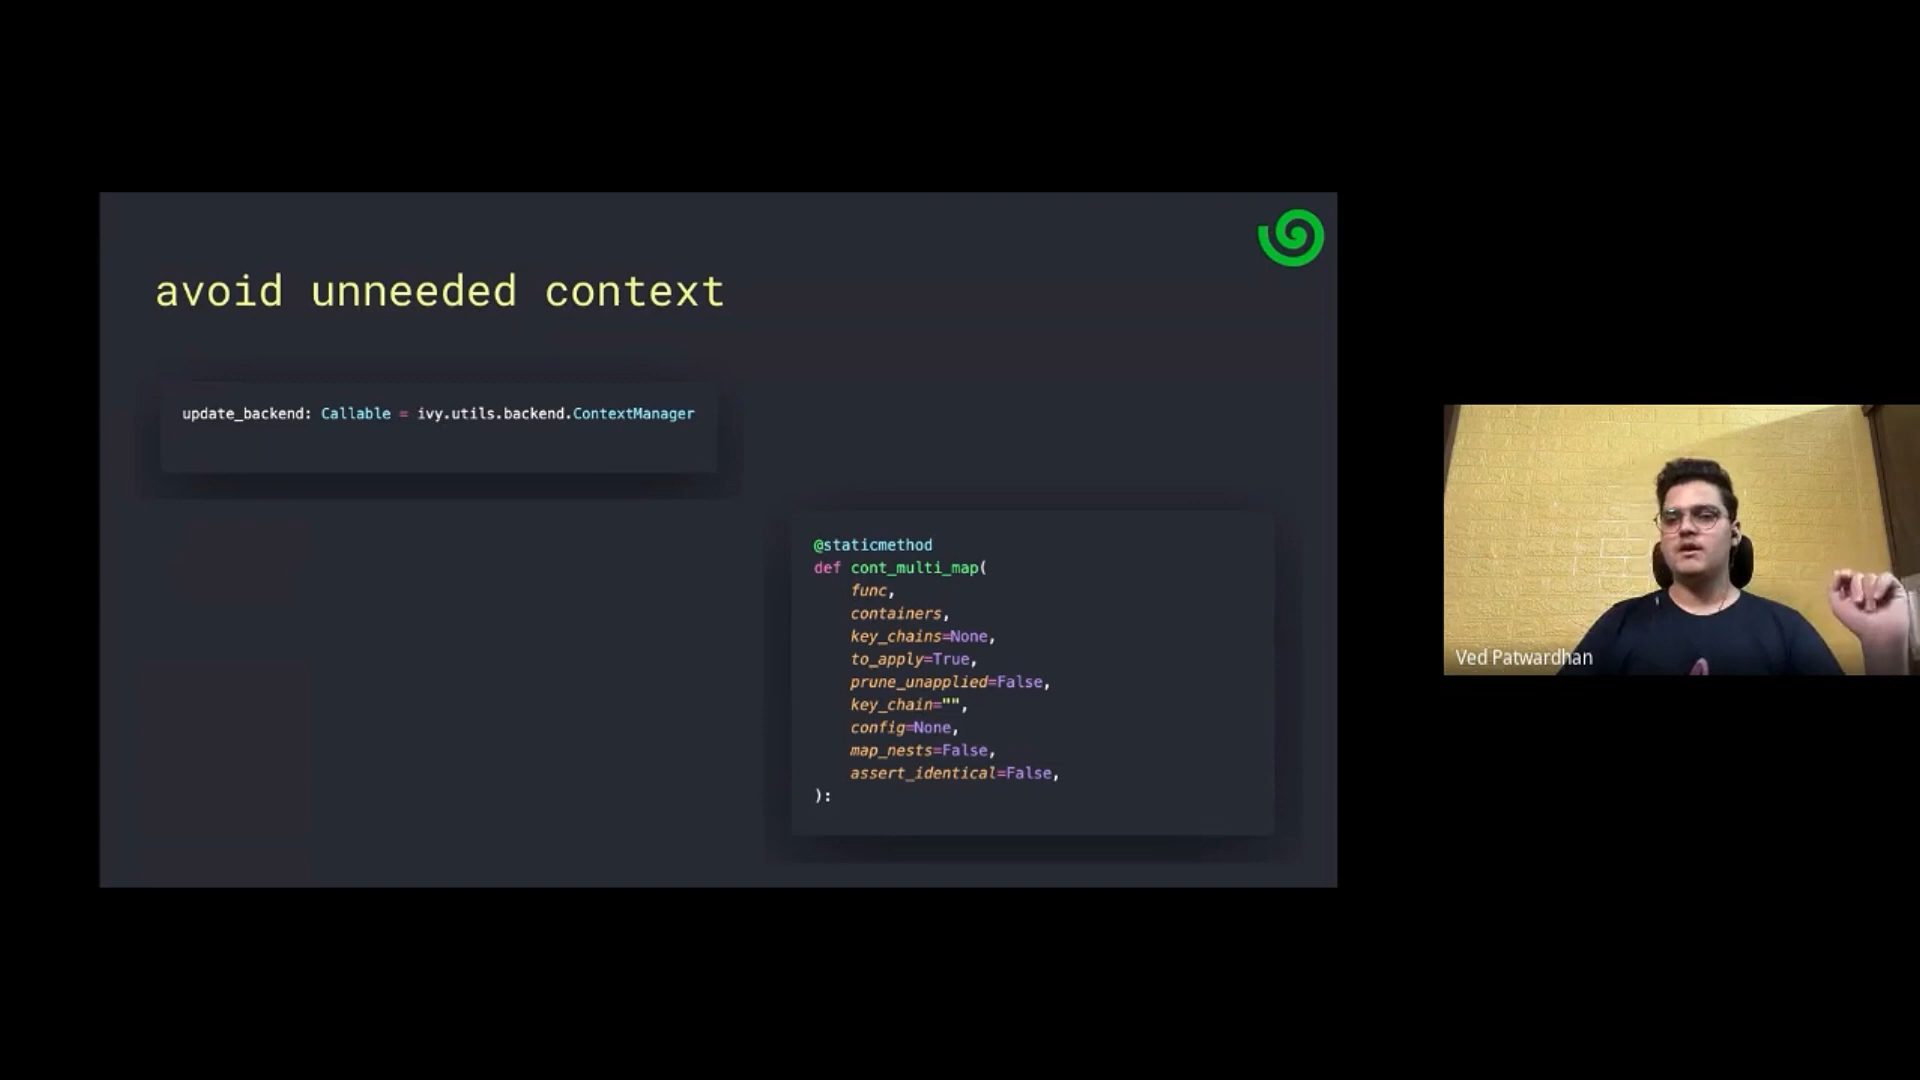 avoid unneeded context
update_backend: Callable = ivy.utils.backend.ContextManager
@staticmethod
def cont_multi_map(
    func,
    containers,
    key_chains=None,
    to_apply=True,
    prune_unapplied=False,
    key_chain="",
    config=None,
    map_nests=False,
    assert_identical=False,
):
Ved Patwardhan